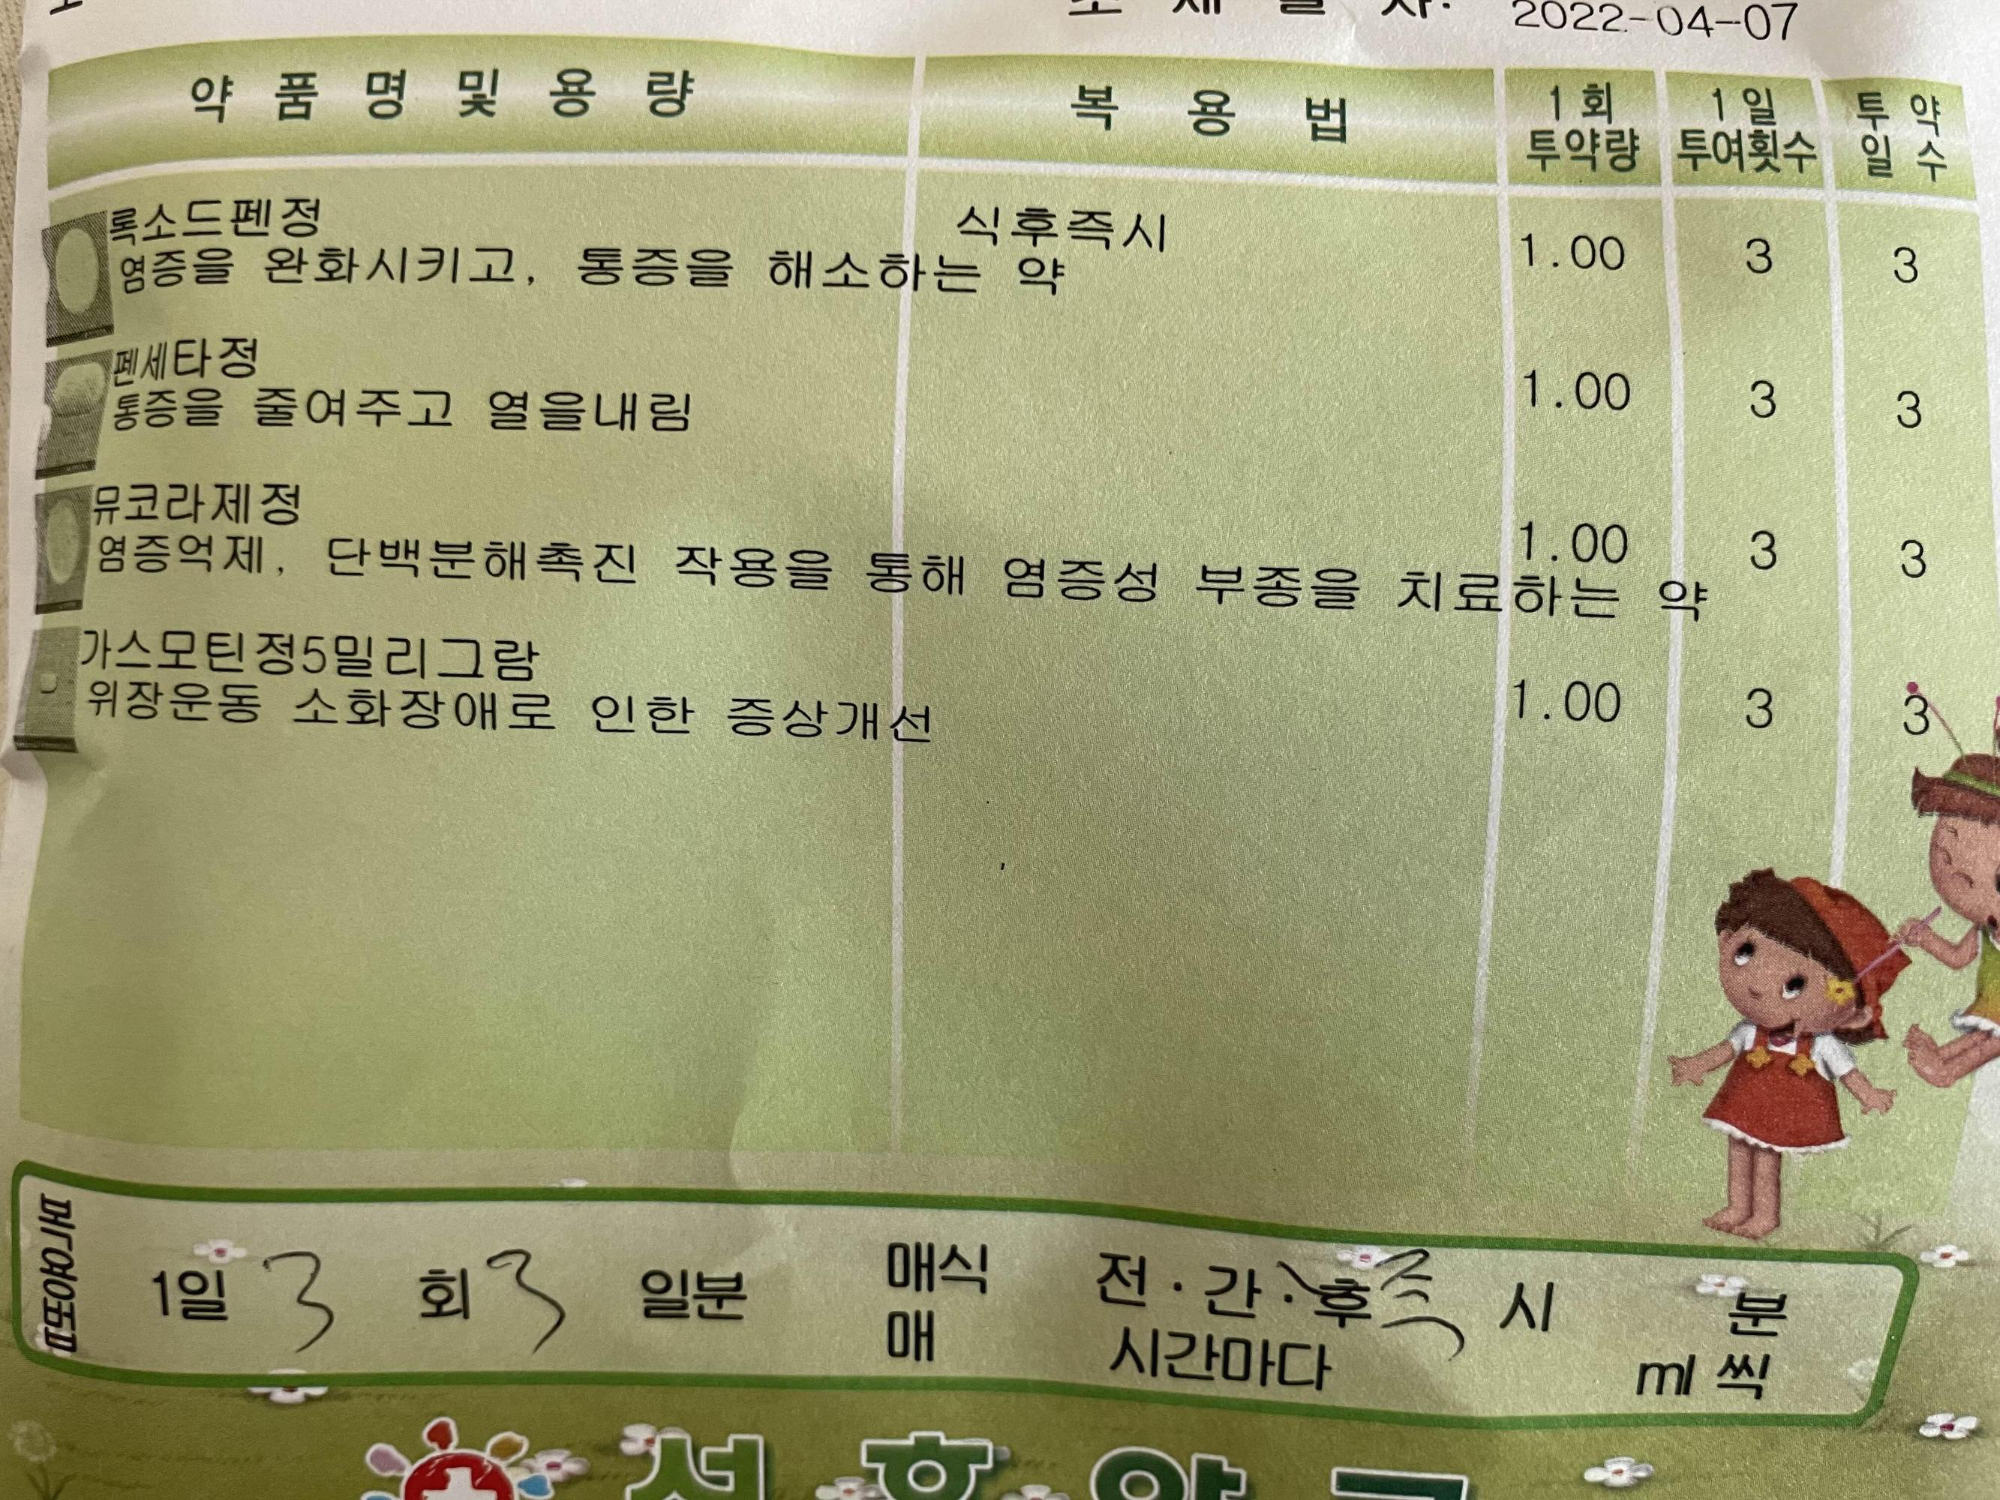 조 제 일 자. 2022-04-07
약 품 명 및 용 량 복 용 법 1회 투약량 1일 투여횟수 투약일수
록소드펜정 식후즉시 1.00 3 3
염증을 완화시키고, 통증을 해소하는 약
펜세타정 1.00 3 3
통증을 줄여주고 열을내림
뮤코라제정 1.00 3 3
염증억제, 단백분해촉진 작용을 통해 염증성 부종을 치료하는 약
가스모틴정5밀리그람 1.00 3 3
위장운동 소화장애로 인한 증상개선
1일 3 회 3 일분 매식 전·간·후 시 분
매 시간마다 ml 씩